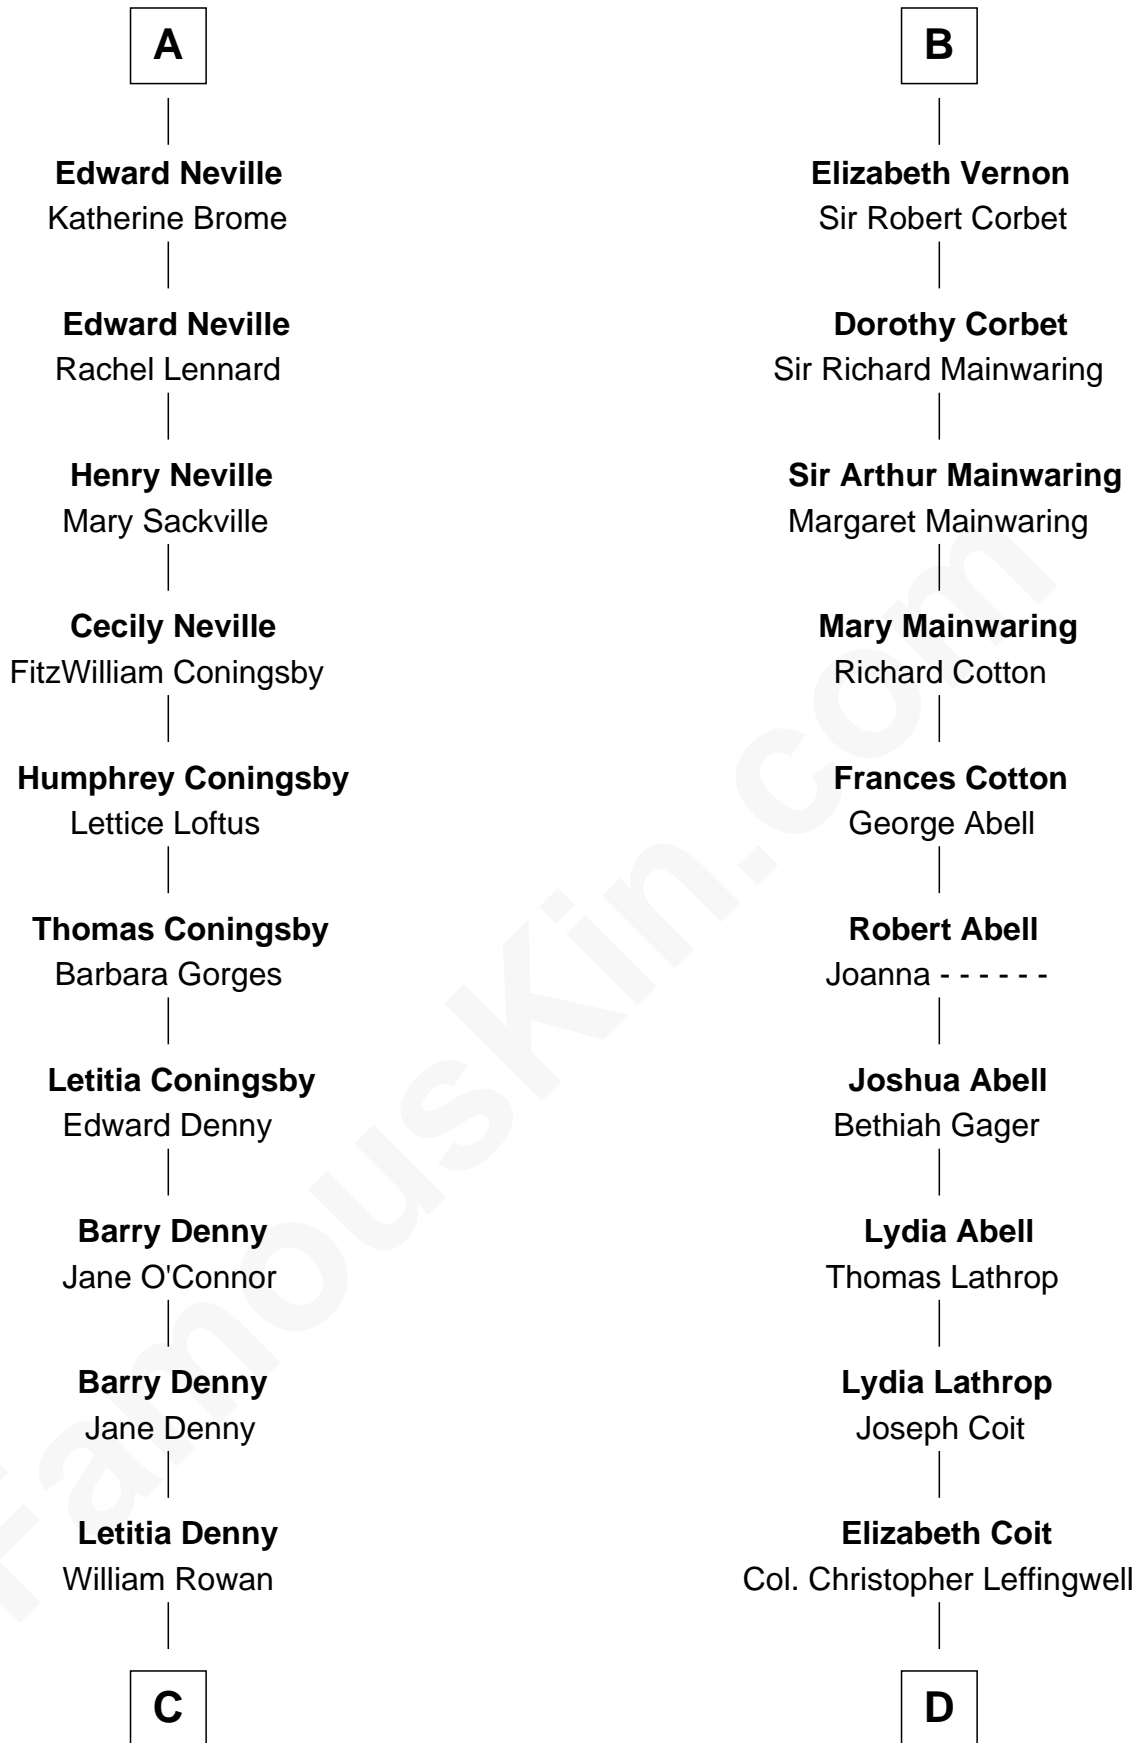 A
Edward Neville
Katherine Brome
Edward Neville
Rachel Lennard
Henry Neville
Mary Sackville
Cecily Neville
FitzWilliam Coningsby
Humphrey Coningsby
Lettice Loftus
Thomas Coningsby
Barbara Gorges
Letitia Coningsby
Edward Denny
Barry Denny
Jane O'Connor
Barry Denny
Jane Denny
Letitia Denny
William Rowan
C
B
Elizabeth Vernon
Sir Robert Corbet
Dorothy Corbet
Sir Richard Mainwaring
Sir Arthur Mainwaring
Margaret Mainwaring
Mary Mainwaring
Richard Cotton
Frances Cotton
George Abell
Robert Abell
Joanna - - - - - -
Joshua Abell
Bethiah Gager
Lydia Abell
Thomas Lathrop
Lydia Lathrop
Joseph Coit
Elizabeth Coit
Col. Christopher Leffingwell
D
FamousKin.com